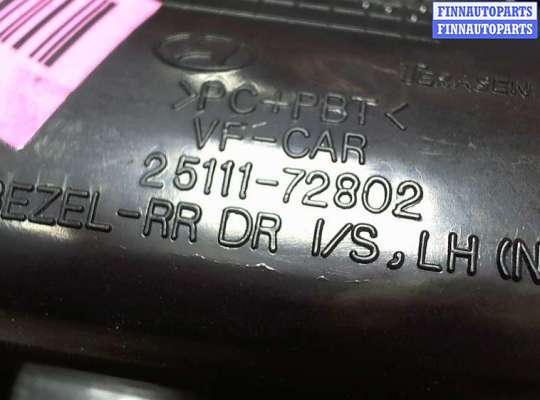 FINNAUTOPARTS
FINNAUTOPARTS
>PC+PBT<
VF-CAR
25111-72802
BEZEL-RR DR I/S, LH (N